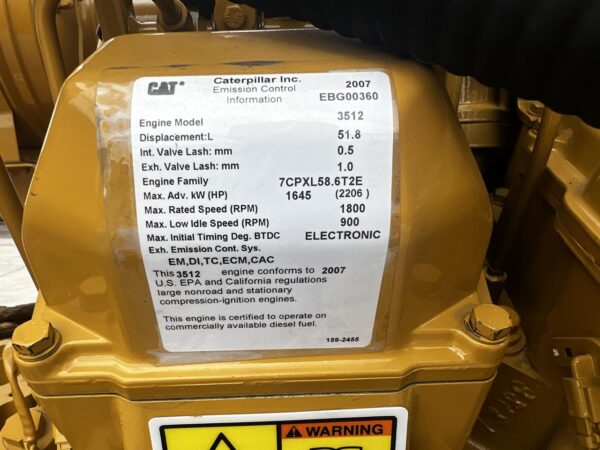 CAT Caterpillar Inc. 2007
Emission Control EBG00360
Information
Engine Model 3512
Displacement:L 51.8
Int. Valve Lash: mm 0.5
Exh. Valve Lash: mm 1.0
Engine Family 7CPXL58.6T2E
Max. Adv. kW (HP) 1645 (2206)
Max. Rated Speed (RPM) 1800
Max. Low Idle Speed (RPM) 900
Max. Initial Timing Deg. BTDC ELECTRONIC
Exh. Emission Cont. Sys.
EM,DI,TC,ECM,CAC
This 3512 engine conforms to 2007
U.S. EPA and California regulations
large nonroad and stationary
compression-ignition engines.
This engine is certified to operate on
commercially available diesel fuel.
159-2455
WARNING